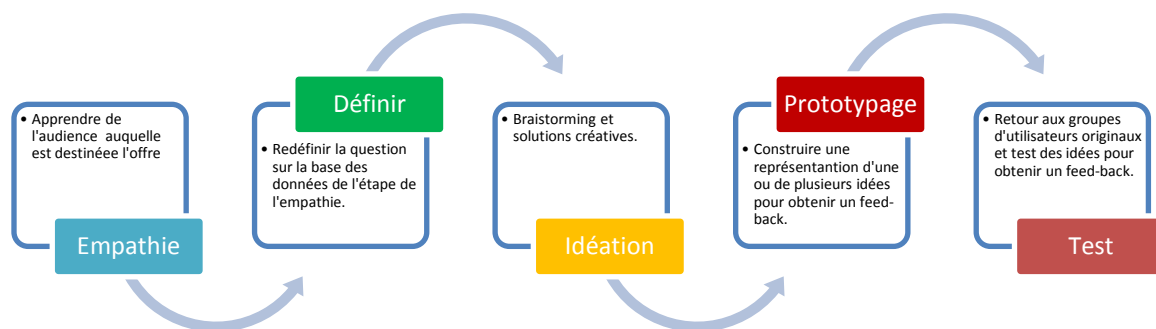 • Apprendre de
l'audience auquelle
est destinéee l'offre
Empathie
Définir
• Redéfinir la question
sur la base des
données de l'étape de
l'empathie.
• Braistorming et
solutions créatives.
Idéation
Prototypage
• Construire une
représentantion d'une
ou de plusieurs idées
pour obtenir un feed-
back.
• Retour aux groupes
d'utilisateurs originaux
et test des idées pour
obtenir un feed-back.
Test